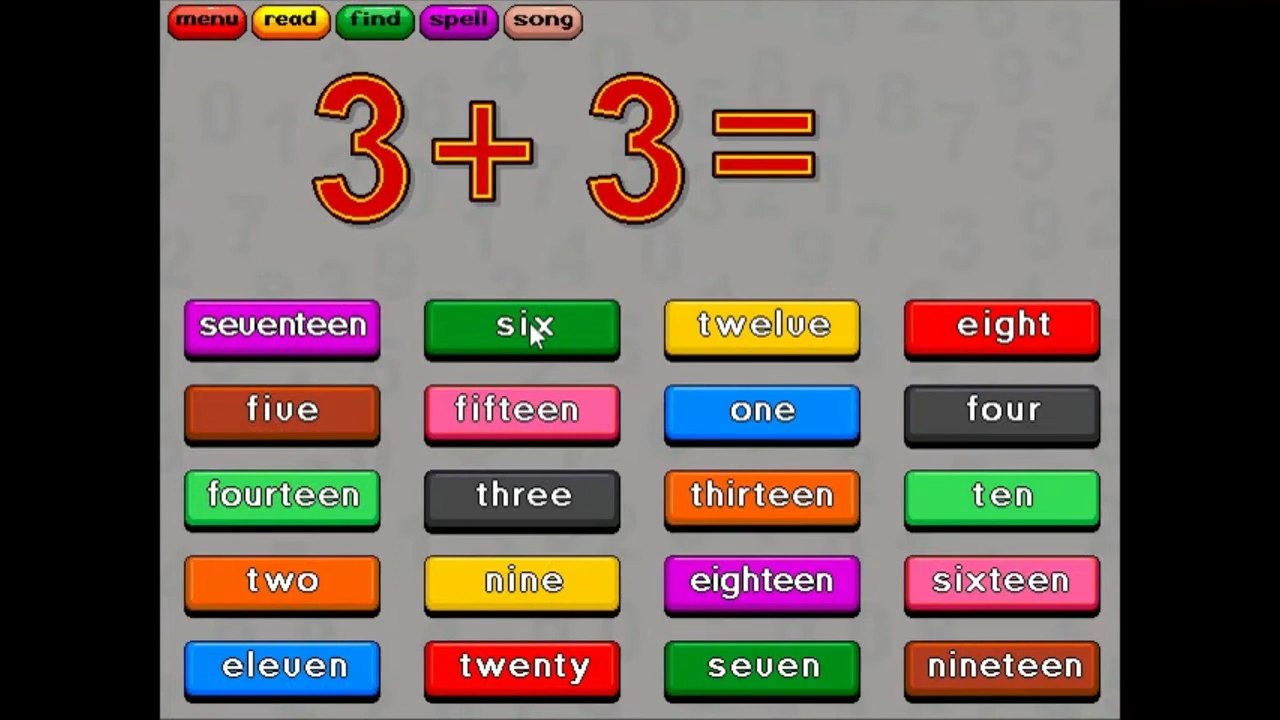 menu read find spell song
3 + 3 =
seventeen six twelve eight
five fifteen one four
fourteen three thirteen ten
two nine eighteen sixteen
eleven twenty seven nineteen